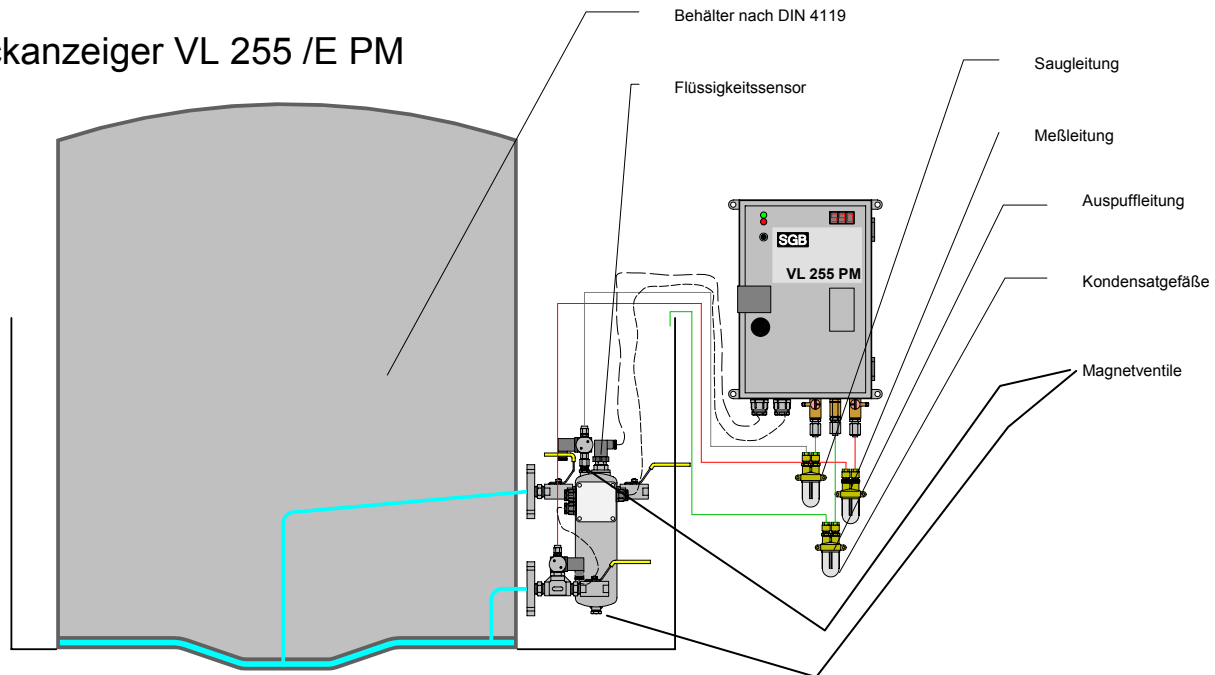 ckanzeiger VL 255 /E PM
Behälter nach DIN 4119
Flüssigkeitssensor
Saugleitung
Meßleitung
Auspuffleitung
Kondensatgefäße
Magnetventile
SGB
VL 255 PM